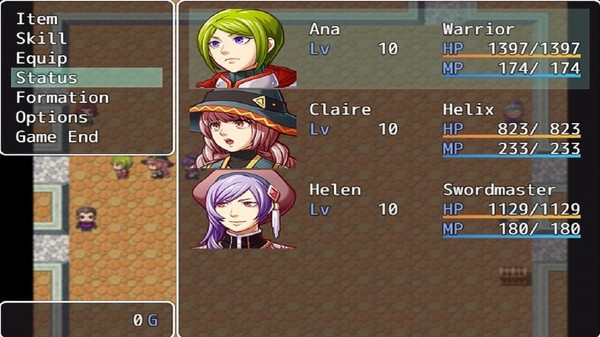 Item
Skill
Equip
Status
Formation
Options
Game End
Ana Warrior
Lv 10 HP 1397/1397
MP 174/ 174
Claire Helix
Lv 10 HP 823/ 823
MP 233/ 233
Helen Swordmaster
Lv 10 HP 1129/1129
MP 180/ 180
0 G